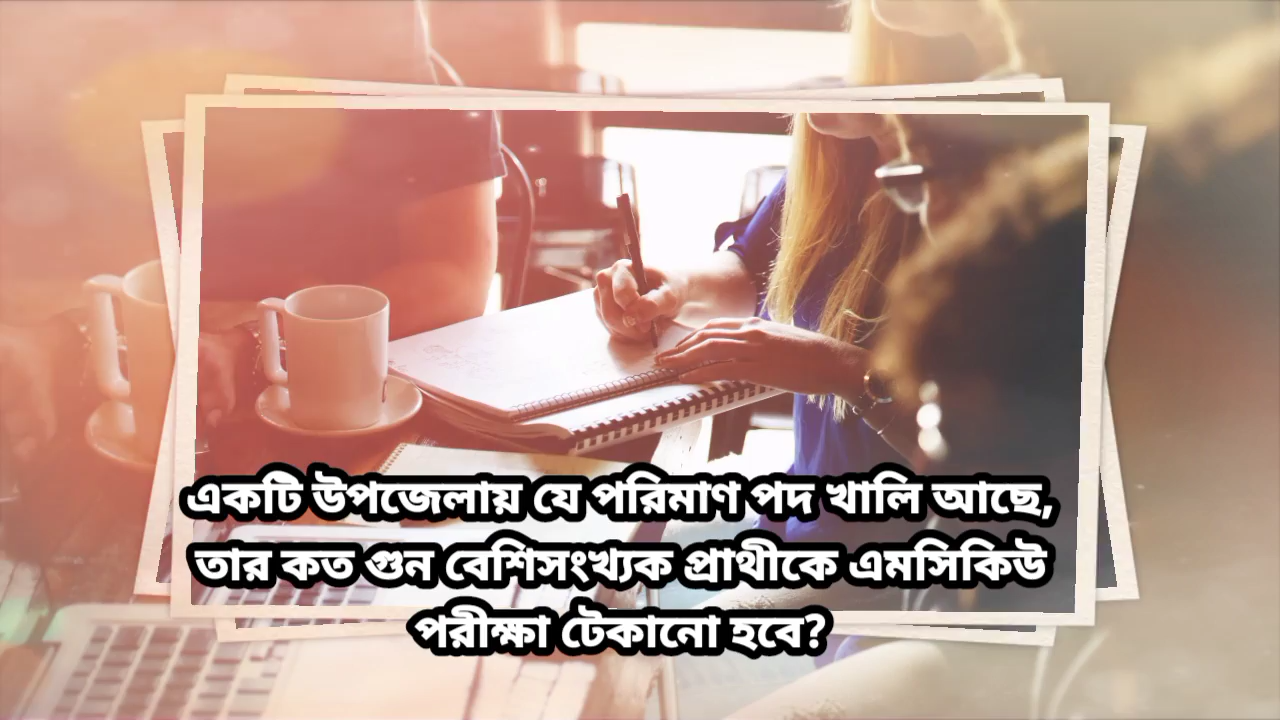 একটি উপজেলায় যে পরিমাণ পদ খালি আছে,
তার কত গুন বেশিসংখ্যক প্রাথীকে এমসিকিউ
পরীক্ষা টেকানো হবে?